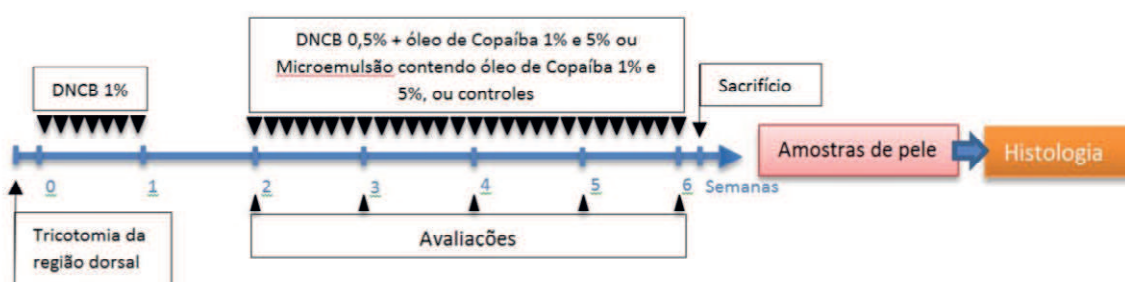 DNCB 1%
DNCB 0,5% + óleo de Copaíba 1% e 5% ou
Microemulsão contendo óleo de Copaíba 1% e
5%, ou controles
Sacrifício
Amostras de pele
Histologia
0 1 2 3 4 5 6 Semanas
Tricotomia da
região dorsal
Avaliações